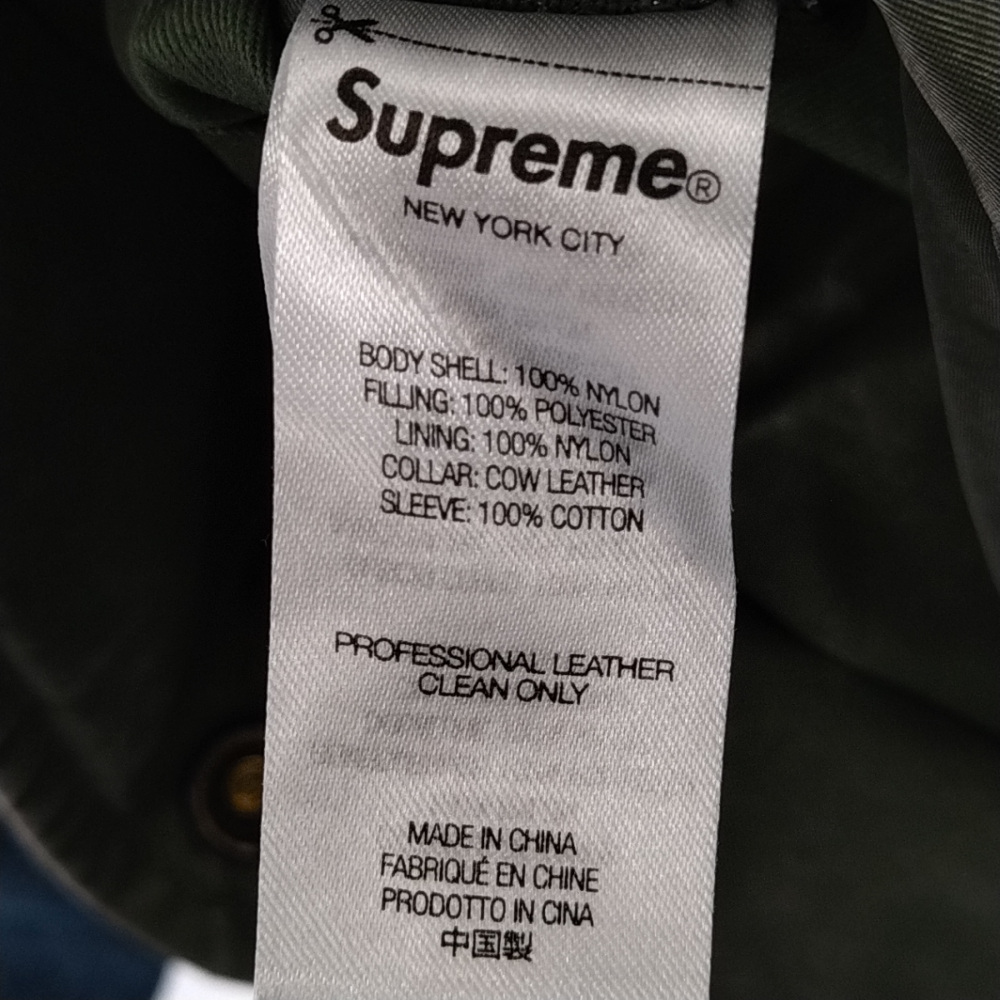 Supreme®
NEW YORK CITY
BODY SHELL: 100% NYLON
FILLING: 100% POLYESTER
LINING: 100% NYLON
COLLAR: COW LEATHER
SLEEVE: 100% COTTON
PROFESSIONAL LEATHER
CLEAN ONLY
MADE IN CHINA
FABRIQUÉ EN CHINE
PRODOTTO IN CINA
中国製